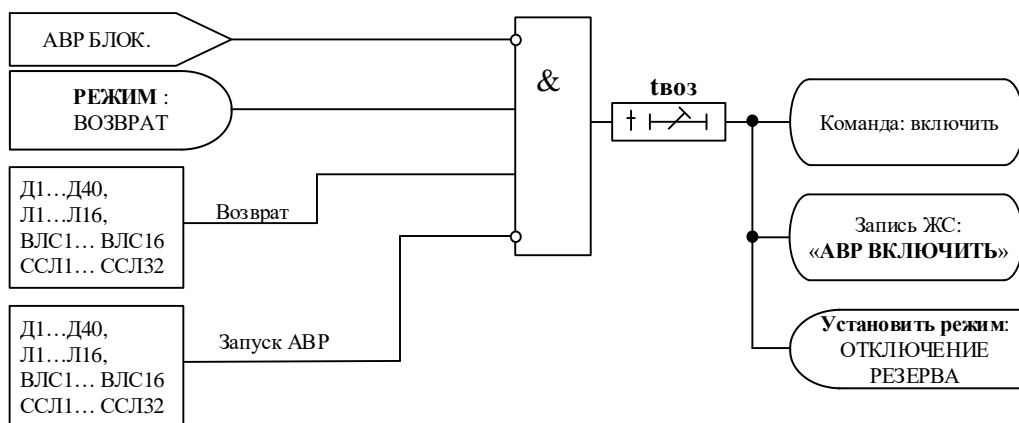 АВР БЛОК.
РЕЖИМ :
ВОЗВРАТ
Д1…Д40,
Л1…Л16,
ВЛС1… ВЛС16
ССЛ1… ССЛ32
Возврат
Д1…Д40,
Л1…Л16,
ВЛС1… ВЛС16
ССЛ1… ССЛ32
Запуск АВР
&
tвоз
Команда: включить
Запись ЖС:
«АВР ВКЛЮЧИТЬ»
Установить режим:
ОТКЛЮЧЕНИЕ
РЕЗЕРВА